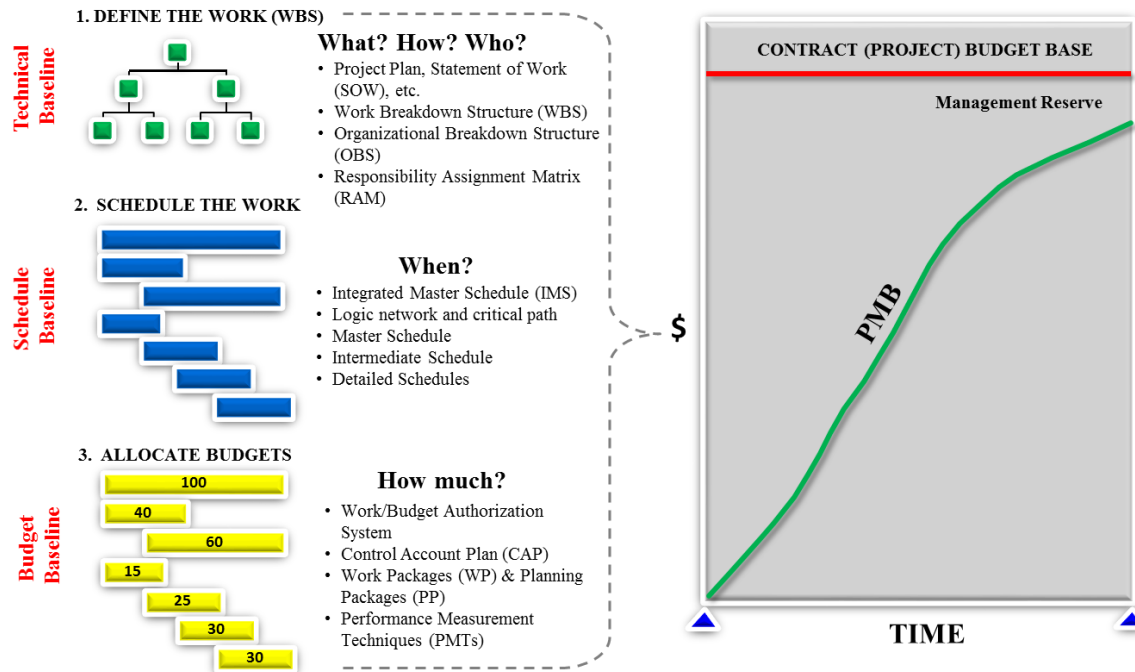 Technical
Baseline
1. DEFINE THE WORK (WBS)
What? How? Who?
• Project Plan, Statement of Work
(SOW), etc.
• Work Breakdown Structure (WBS)
• Organizational Breakdown Structure
(OBS)
• Responsibility Assignment Matrix
(RAM)
Schedule
Baseline
2. SCHEDULE THE WORK
When?
• Integrated Master Schedule (IMS)
• Logic network and critical path
• Master Schedule
• Intermediate Schedule
• Detailed Schedules
Budget
Baseline
3. ALLOCATE BUDGETS
100
40
60
15
25
30
30
How much?
• Work/Budget Authorization
System
• Control Account Plan (CAP)
• Work Packages (WP) & Planning
Packages (PP)
• Performance Measurement
Techniques (PMTs)
$
CONTRACT (PROJECT) BUDGET BASE
Management Reserve
PMB
TIME